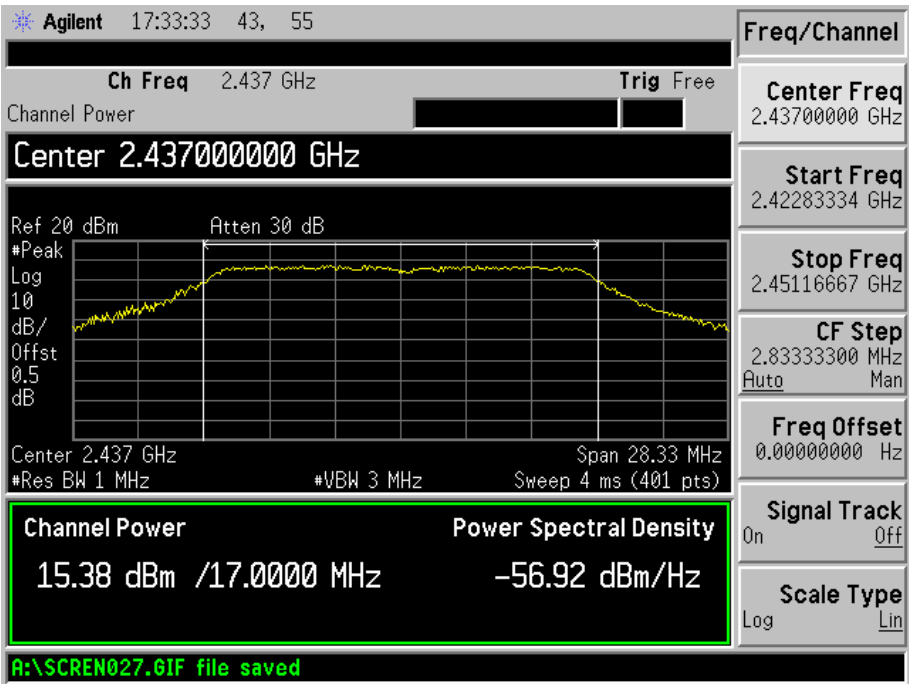 Agilent 17:33:33 43, 55
Freq/Channel
Ch Freq 2.437 GHz Trig Free
Channel Power
Center 2.437000000 GHz
Ref 20 dBm Atten 30 dB
#Peak
Log
10
dB/
Offst
0.5
dB
Center 2.437 GHz Span 28.33 MHz
#Res BW 1 MHz #VBW 3 MHz Sweep 4 ms (401 pts)
Channel Power Power Spectral Density
15.38 dBm /17.0000 MHz -56.92 dBm/Hz
A:\SCREN027.GIF file saved
Center Freq
2.43700000 GHz
Start Freq
2.42283334 GHz
Stop Freq
2.45116667 GHz
CF Step
2.83333300 MHz
Auto Man
Freq Offset
0.00000000 Hz
Signal Track
On Off
Scale Type
Log Lin